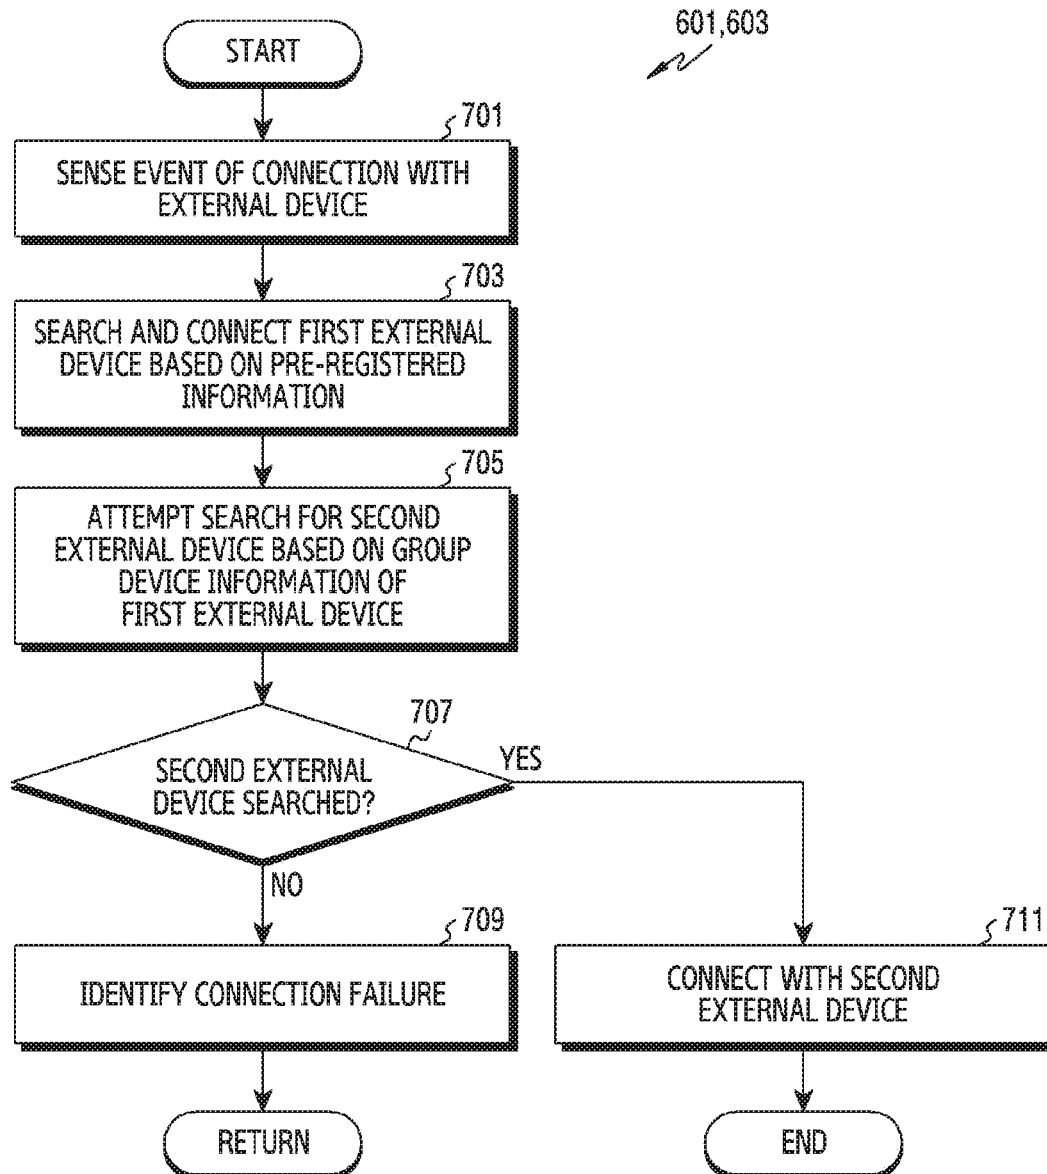 601,603
START
701
SENSE EVENT OF CONNECTION WITH
EXTERNAL DEVICE
703
SEARCH AND CONNECT FIRST EXTERNAL
DEVICE BASED ON PRE-REGISTERED
INFORMATION
705
ATTEMPT SEARCH FOR SECOND
EXTERNAL DEVICE BASED ON GROUP
DEVICE INFORMATION OF
FIRST EXTERNAL DEVICE
707
SECOND EXTERNAL
DEVICE SEARCHED?
YES
NO
709
IDENTIFY CONNECTION FAILURE
711
CONNECT WITH SECOND
EXTERNAL DEVICE
RETURN
END